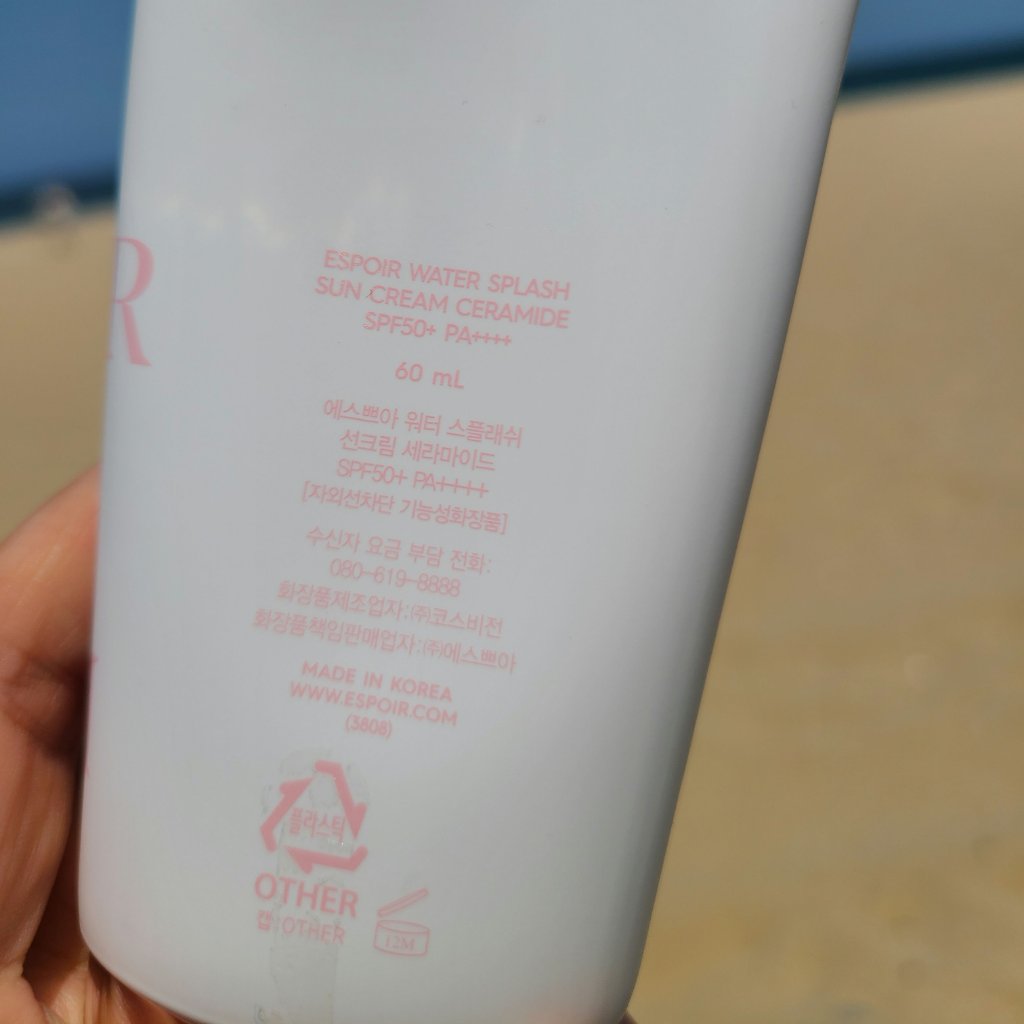 R
ESPOIR WATER SPLASH
SUN CREAM CERAMIDE
SPF50+ PA++++
60 mL
에스쁘아 워터 스플래쉬
선크림 세라마이드
SPF50+ PA++++
[자외선차단 기능성화장품]
수신자 요금 부담 전화:
080-619-8888
화장품제조업자:(주)코스비전
화장품책임판매업자:(주)에스쁘아
MADE IN KOREA
WWW.ESPOIR.COM
(3808)
플라스틱
OTHER
캡:OTHER
12M